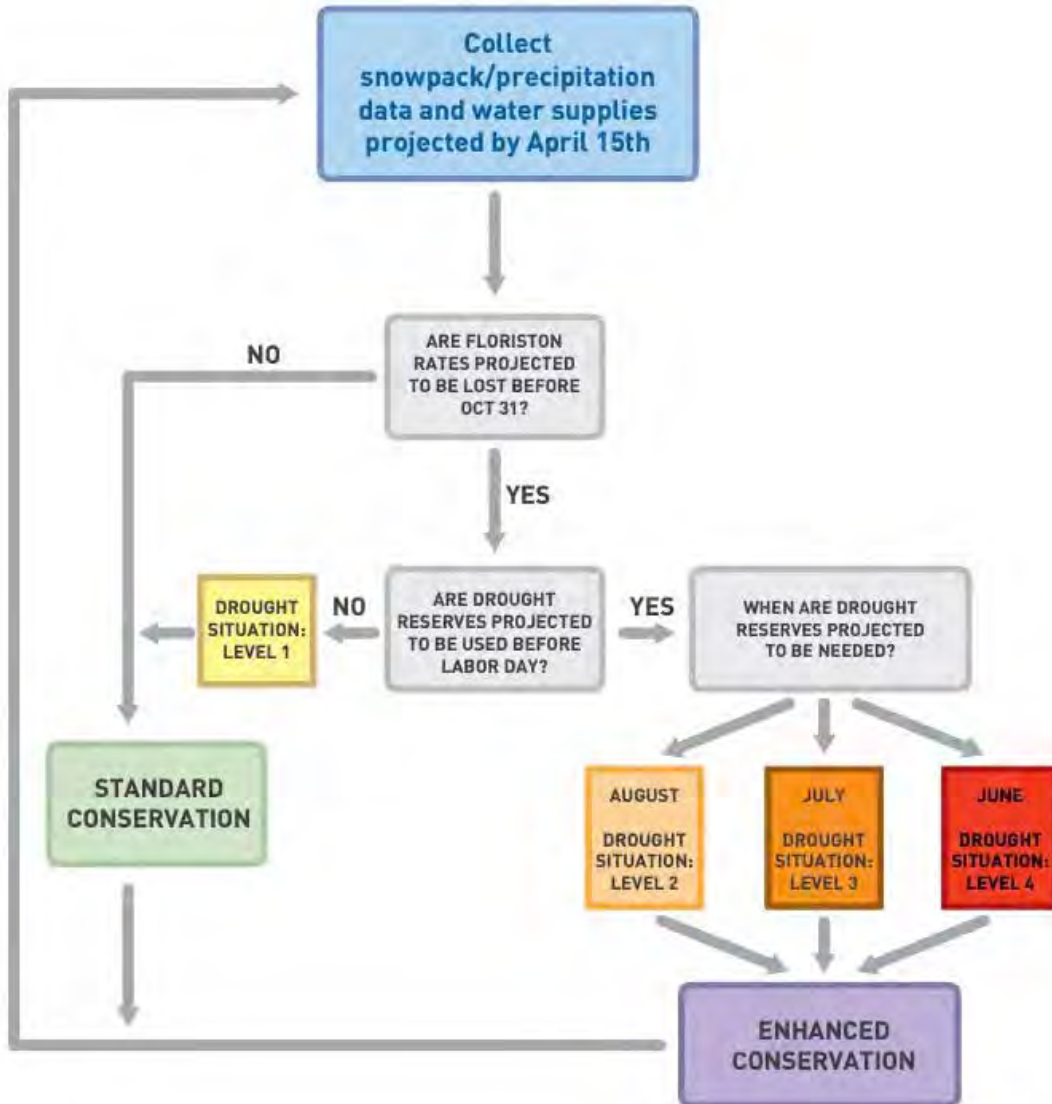 Collect
snowpack/precipitation
data and water supplies
projected by April 15th
NO
ARE FLORISTON
RATES PROJECTED
TO BE LOST BEFORE
OCT 31?
YES
DROUGHT
SITUATION:
LEVEL 1
NO
ARE DROUGHT
RESERVES PROJECTED
TO BE USED BEFORE
LABOR DAY?
YES
WHEN ARE DROUGHT
RESERVES PROJECTED
TO BE NEEDED?
STANDARD
CONSERVATION
AUGUST
DROUGHT
SITUATION:
LEVEL 2
JULY
DROUGHT
SITUATION:
LEVEL 3
JUNE
DROUGHT
SITUATION:
LEVEL 4
ENHANCED
CONSERVATION